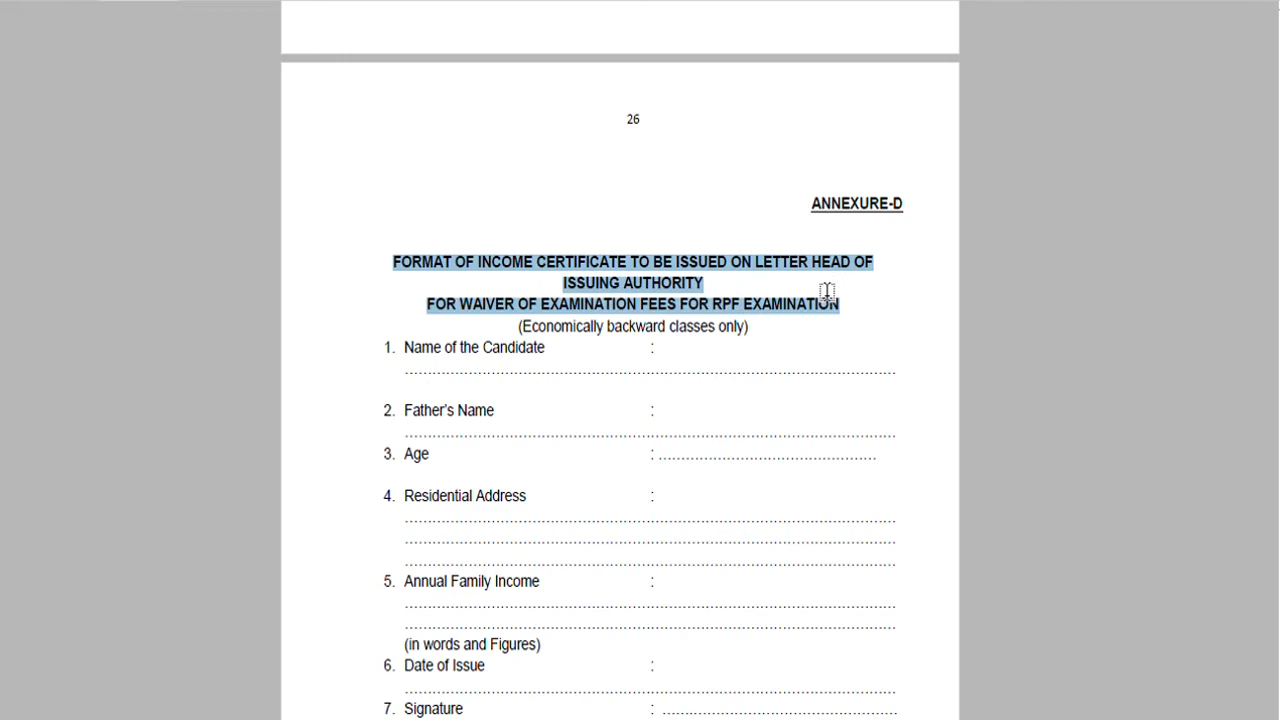 26
ANNEXURE-D
FORMAT OF INCOME CERTIFICATE TO BE ISSUED ON LETTER HEAD OF
ISSUING AUTHORITY
FOR WAIVER OF EXAMINATION FEES FOR RPF EXAMINATION
(Economically backward classes only)
1. Name of the Candidate :
..............................................................................................................
2. Father's Name :
..............................................................................................................
3. Age : ................................................
4. Residential Address :
..............................................................................................................
..............................................................................................................
..............................................................................................................
5. Annual Family Income :
..............................................................................................................
..............................................................................................................
(in words and Figures)
6. Date of Issue :
..............................................................................................................
7. Signature : ....................................................